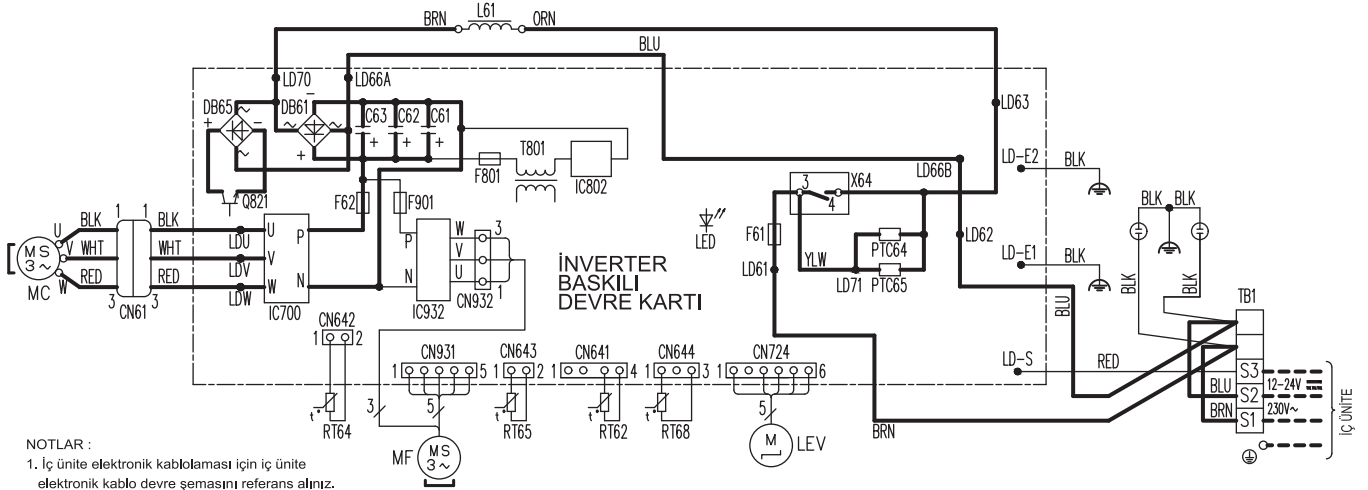 BRN L61 ORN
BLU
LD70 LD66A
DB65 DB61 C63 C62 C61
LD63
+ ~ - ~
- ~ +
+ + +
T801
F801 IC802
Q821
F62 F901
LD66B
LD-E2 BLK
3 X64
4
LED
F61
PTC64
LD62
YLW
LD61 LD71 PTC65
LD-E1 BLK
U BLK 1 1 BLK LDU U P
V WHT WHT LDV V
W RED 3 3 RED LDW W N
MS
3~
MC
CN61
IC700
P W 3
V
N U 1
IC932 CN932
İNVERTER
BASKILI
DEVRE KARTI
BLU
BLK BLK
TB1
CN642
1 2
CN931
1 5
CN643
1 2
CN641
1 4
CN644
1 3
CN724
1 6
LD-S RED
S3
BLU S2 12-24V
BRN S1 230V~
İÇ ÜNİTE
3 5 5
t° RT64
t° RT65
t° RT62
t° RT68
MF MS
3~
M LEV
BRN
NOTLAR :
1. İç ünite elektronik kablolaması için iç ünite
elektronik kablo devre şemasını referans alınız.